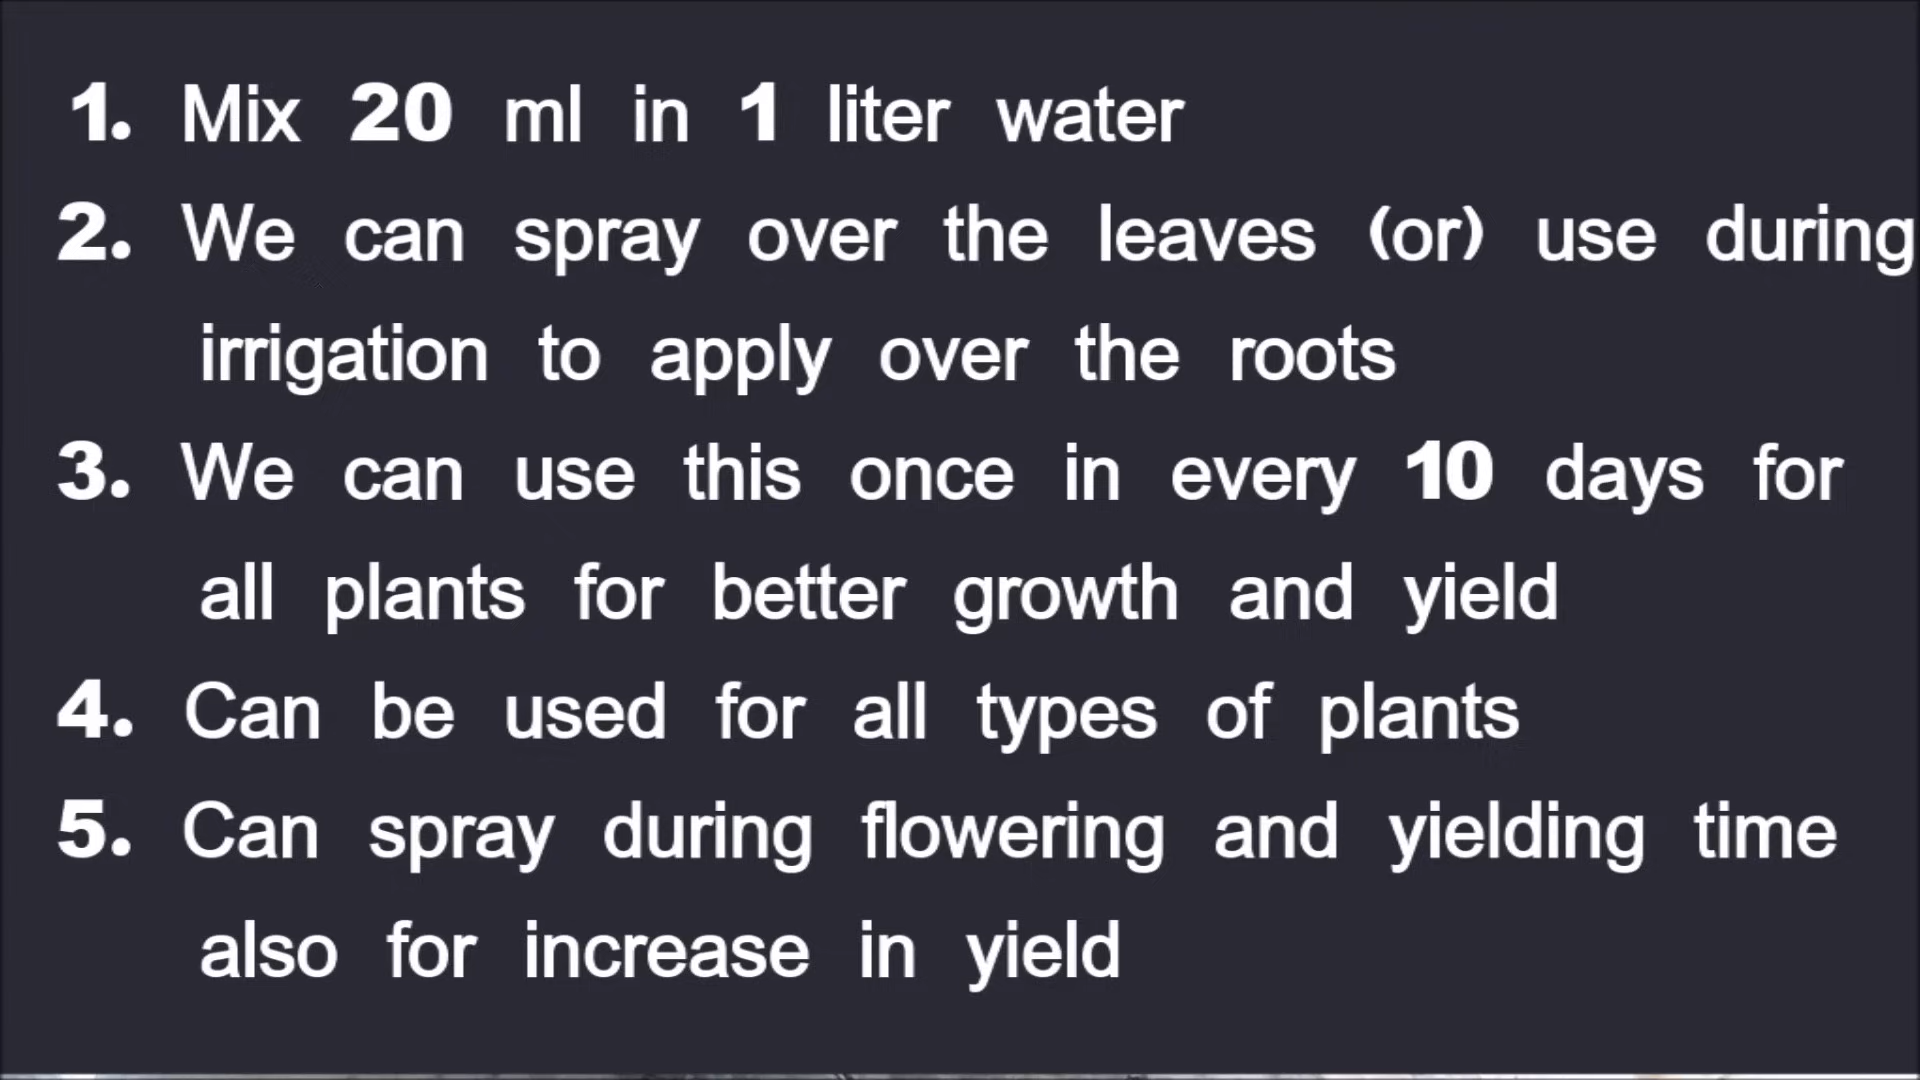 1. Mix 20 ml in 1 liter water
2. We can spray over the leaves (or) use during
irrigation to apply over the roots
3. We can use this once in every 10 days for
all plants for better growth and yield
4. Can be used for all types of plants
5. Can spray during flowering and yielding time
also for increase in yield